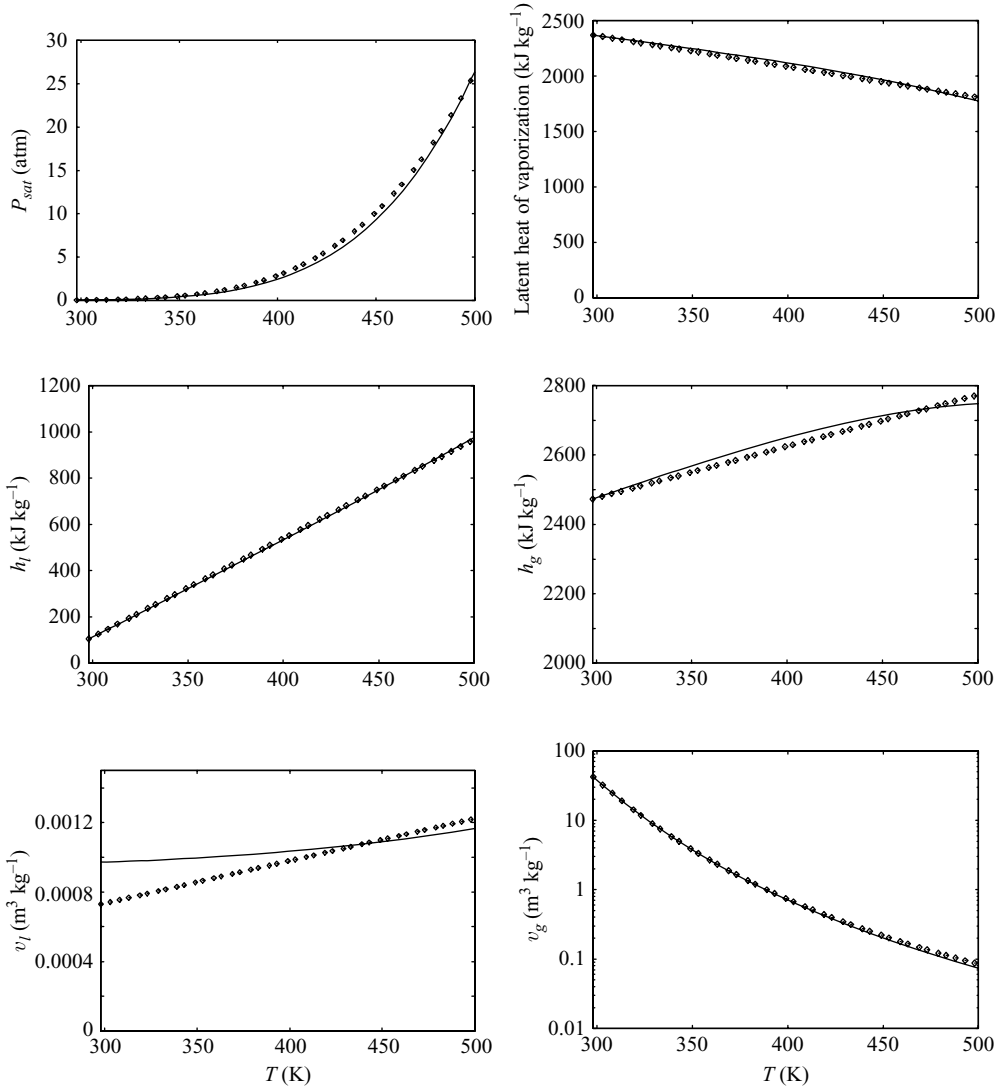 30
25
20
15
10
5
0
P_sat (atm)
300 350 400 450 500
2500
2000
1500
1000
500
0
Latent heat of vaporization (kJ kg⁻¹)
300 350 400 450 500
1200
1000
800
600
400
200
0
h_l (kJ kg⁻¹)
300 350 400 450 500
2800
2600
2400
2200
2000
h_g (kJ kg⁻¹)
300 350 400 450 500
0.0012
0.0008
0.0004
0
v_l (m³ kg⁻¹)
300 350 400 450 500
T (K)
100
10
1
0.1
0.01
v_g (m³ kg⁻¹)
300 350 400 450 500
T (K)